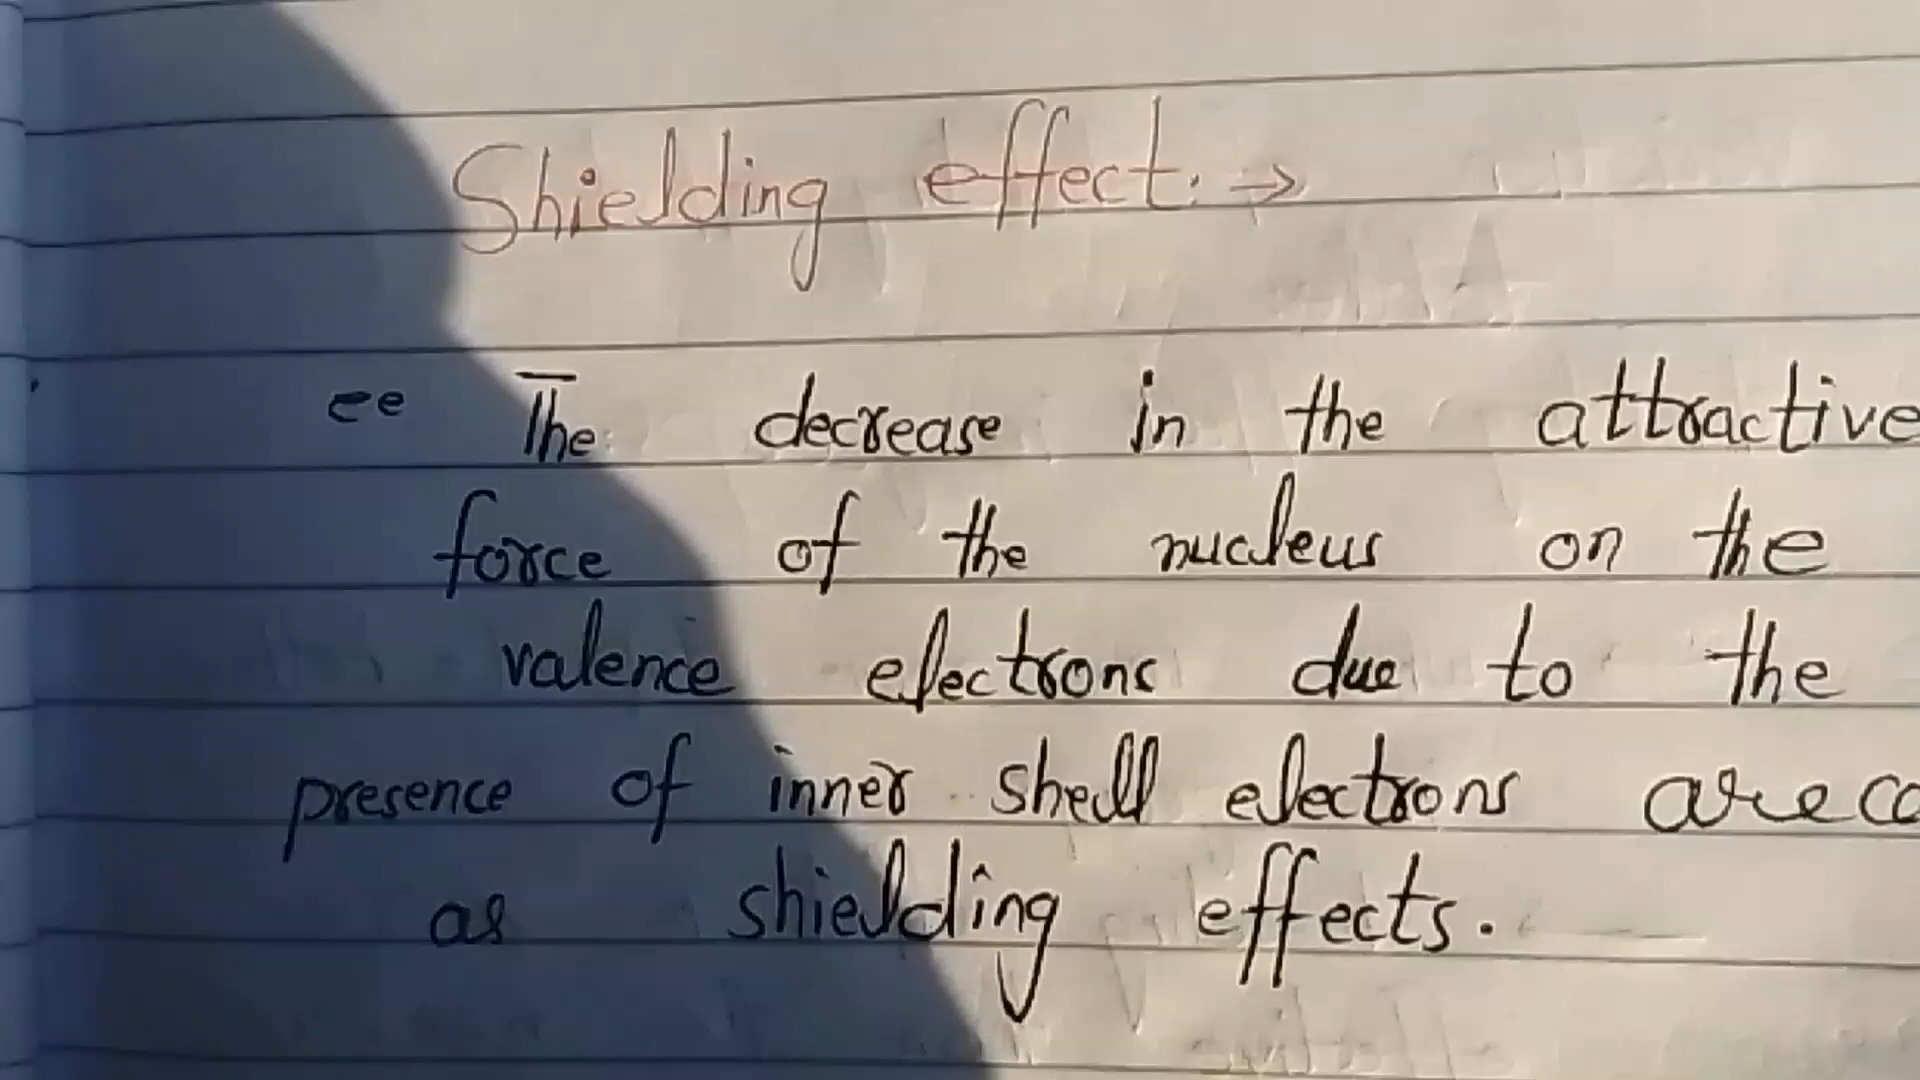 Shielding effect: →
“ The decrease in the attractive
force of the nucleus on the
valence electrons due to the
presence of inner shell electrons are
as shielding effects.